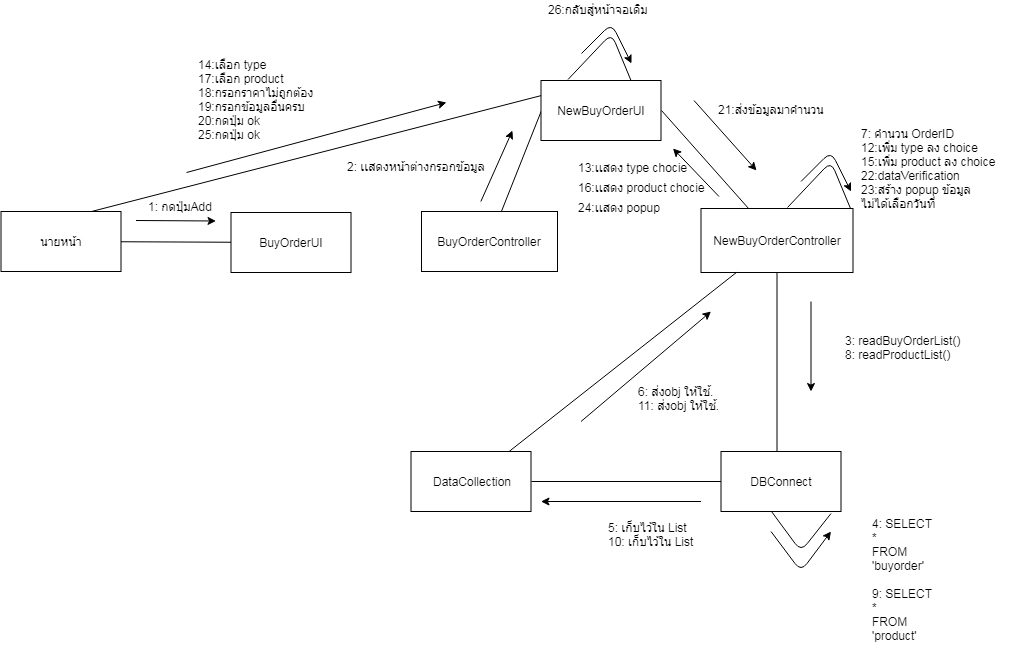 26:กลับสู่หน้าจอเดิม
14:เลือก type
17:เลือก product
18:กรอกราคาไม่ถูกต้อง
19:กรอกข้อมูลอื่นครบ
20:กดปุ่ม ok
25:กดปุ่ม ok
NewBuyOrderUI
21:ส่งข้อมูลมาคำนวน
7: คำนวน OrderID
12:เพิ่ม type ลง choice
15:เพิ่ม product ลง choice
22:dataVerification
23:สร้าง popup ข้อมูล
ไม่ได้เลือกวันที่
2: แสดงหน้าต่างกรอกข้อมูล
13:แสดง type chocie
16:แสดง product chocie
24:แสดง popup
1: กดปุ่มAdd
นายหน้า
BuyOrderUI
BuyOrderController
NewBuyOrderController
3: readBuyOrderList()
8: readProductList()
6: ส่งobj ให้ใช้.
11: ส่งobj ให้ใช้.
DataCollection
DBConnect
5: เก็บไว้ใน List
10: เก็บไว้ใน List
4: SELECT
*
FROM
'buyorder'
9: SELECT
*
FROM
'product'